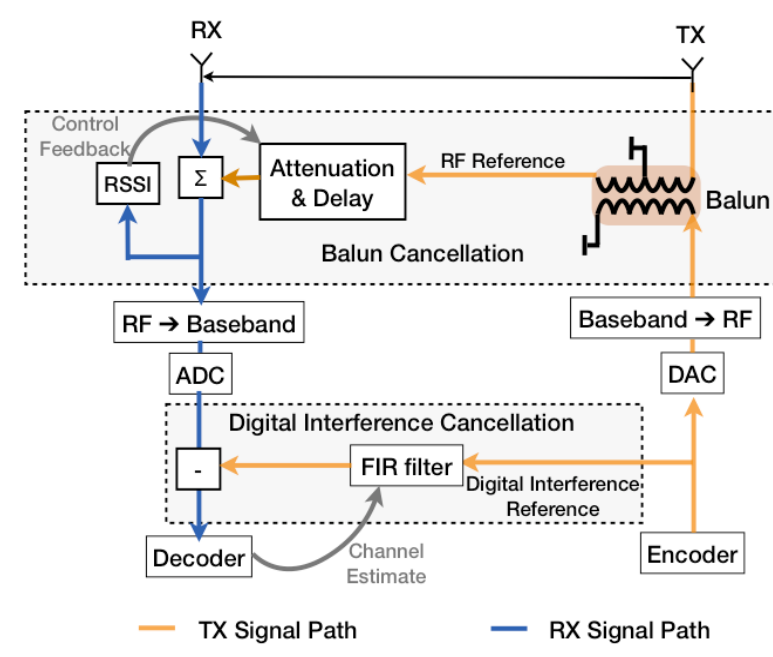 RX
TX
Control
Feedback
RSSI
Σ
Attenuation
& Delay
RF Reference
Balun
Balun Cancellation
RF ➔ Baseband
Baseband ➔ RF
ADC
DAC
Digital Interference Cancellation
-
FIR filter
Digital Interference
Reference
Decoder
Channel
Estimate
Encoder
TX Signal Path
RX Signal Path